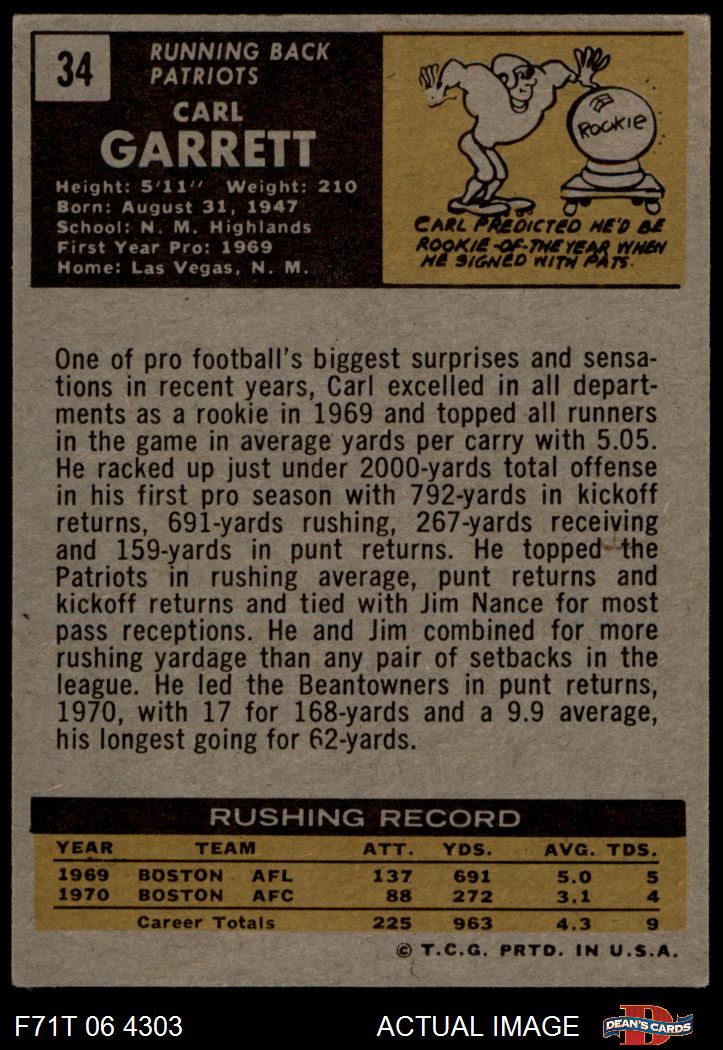 34
RUNNING BACK
PATRIOTS
CARL
GARRETT
Height: 5'11" Weight: 210
Born: August 31, 1947
School: N. M. Highlands
First Year Pro: 1969
Home: Las Vegas, N. M.
ROOKIE
CARL PREDICTED HE'D BE
ROOKIE-OF-THE YEAR WHEN
HE SIGNED WITH PATS.
One of pro football's biggest surprises and sensa-
tions in recent years, Carl excelled in all depart-
ments as a rookie in 1969 and topped all runners
in the game in average yards per carry with 5.05.
He racked up just under 2000-yards total offense
in his first pro season with 792-yards in kickoff
returns, 691-yards rushing, 267-yards receiving
and 159-yards in punt returns. He topped the
Patriots in rushing average, punt returns and
kickoff returns and tied with Jim Nance for most
pass receptions. He and Jim combined for more
rushing yardage than any pair of setbacks in the
league. He led the Beantowners in punt returns,
1970, with 17 for 168-yards and a 9.9 average,
his longest going for 62-yards.
RUSHING RECORD
YEAR TEAM ATT. YDS. AVG. TDS.
1969 BOSTON AFL 137 691 5.0 5
1970 BOSTON AFC 88 272 3.1 4
Career Totals 225 963 4.3 9
© T.C.G. PRTD. IN U.S.A.
F71T 06 4303 ACTUAL IMAGE D DEAN'S CARDS